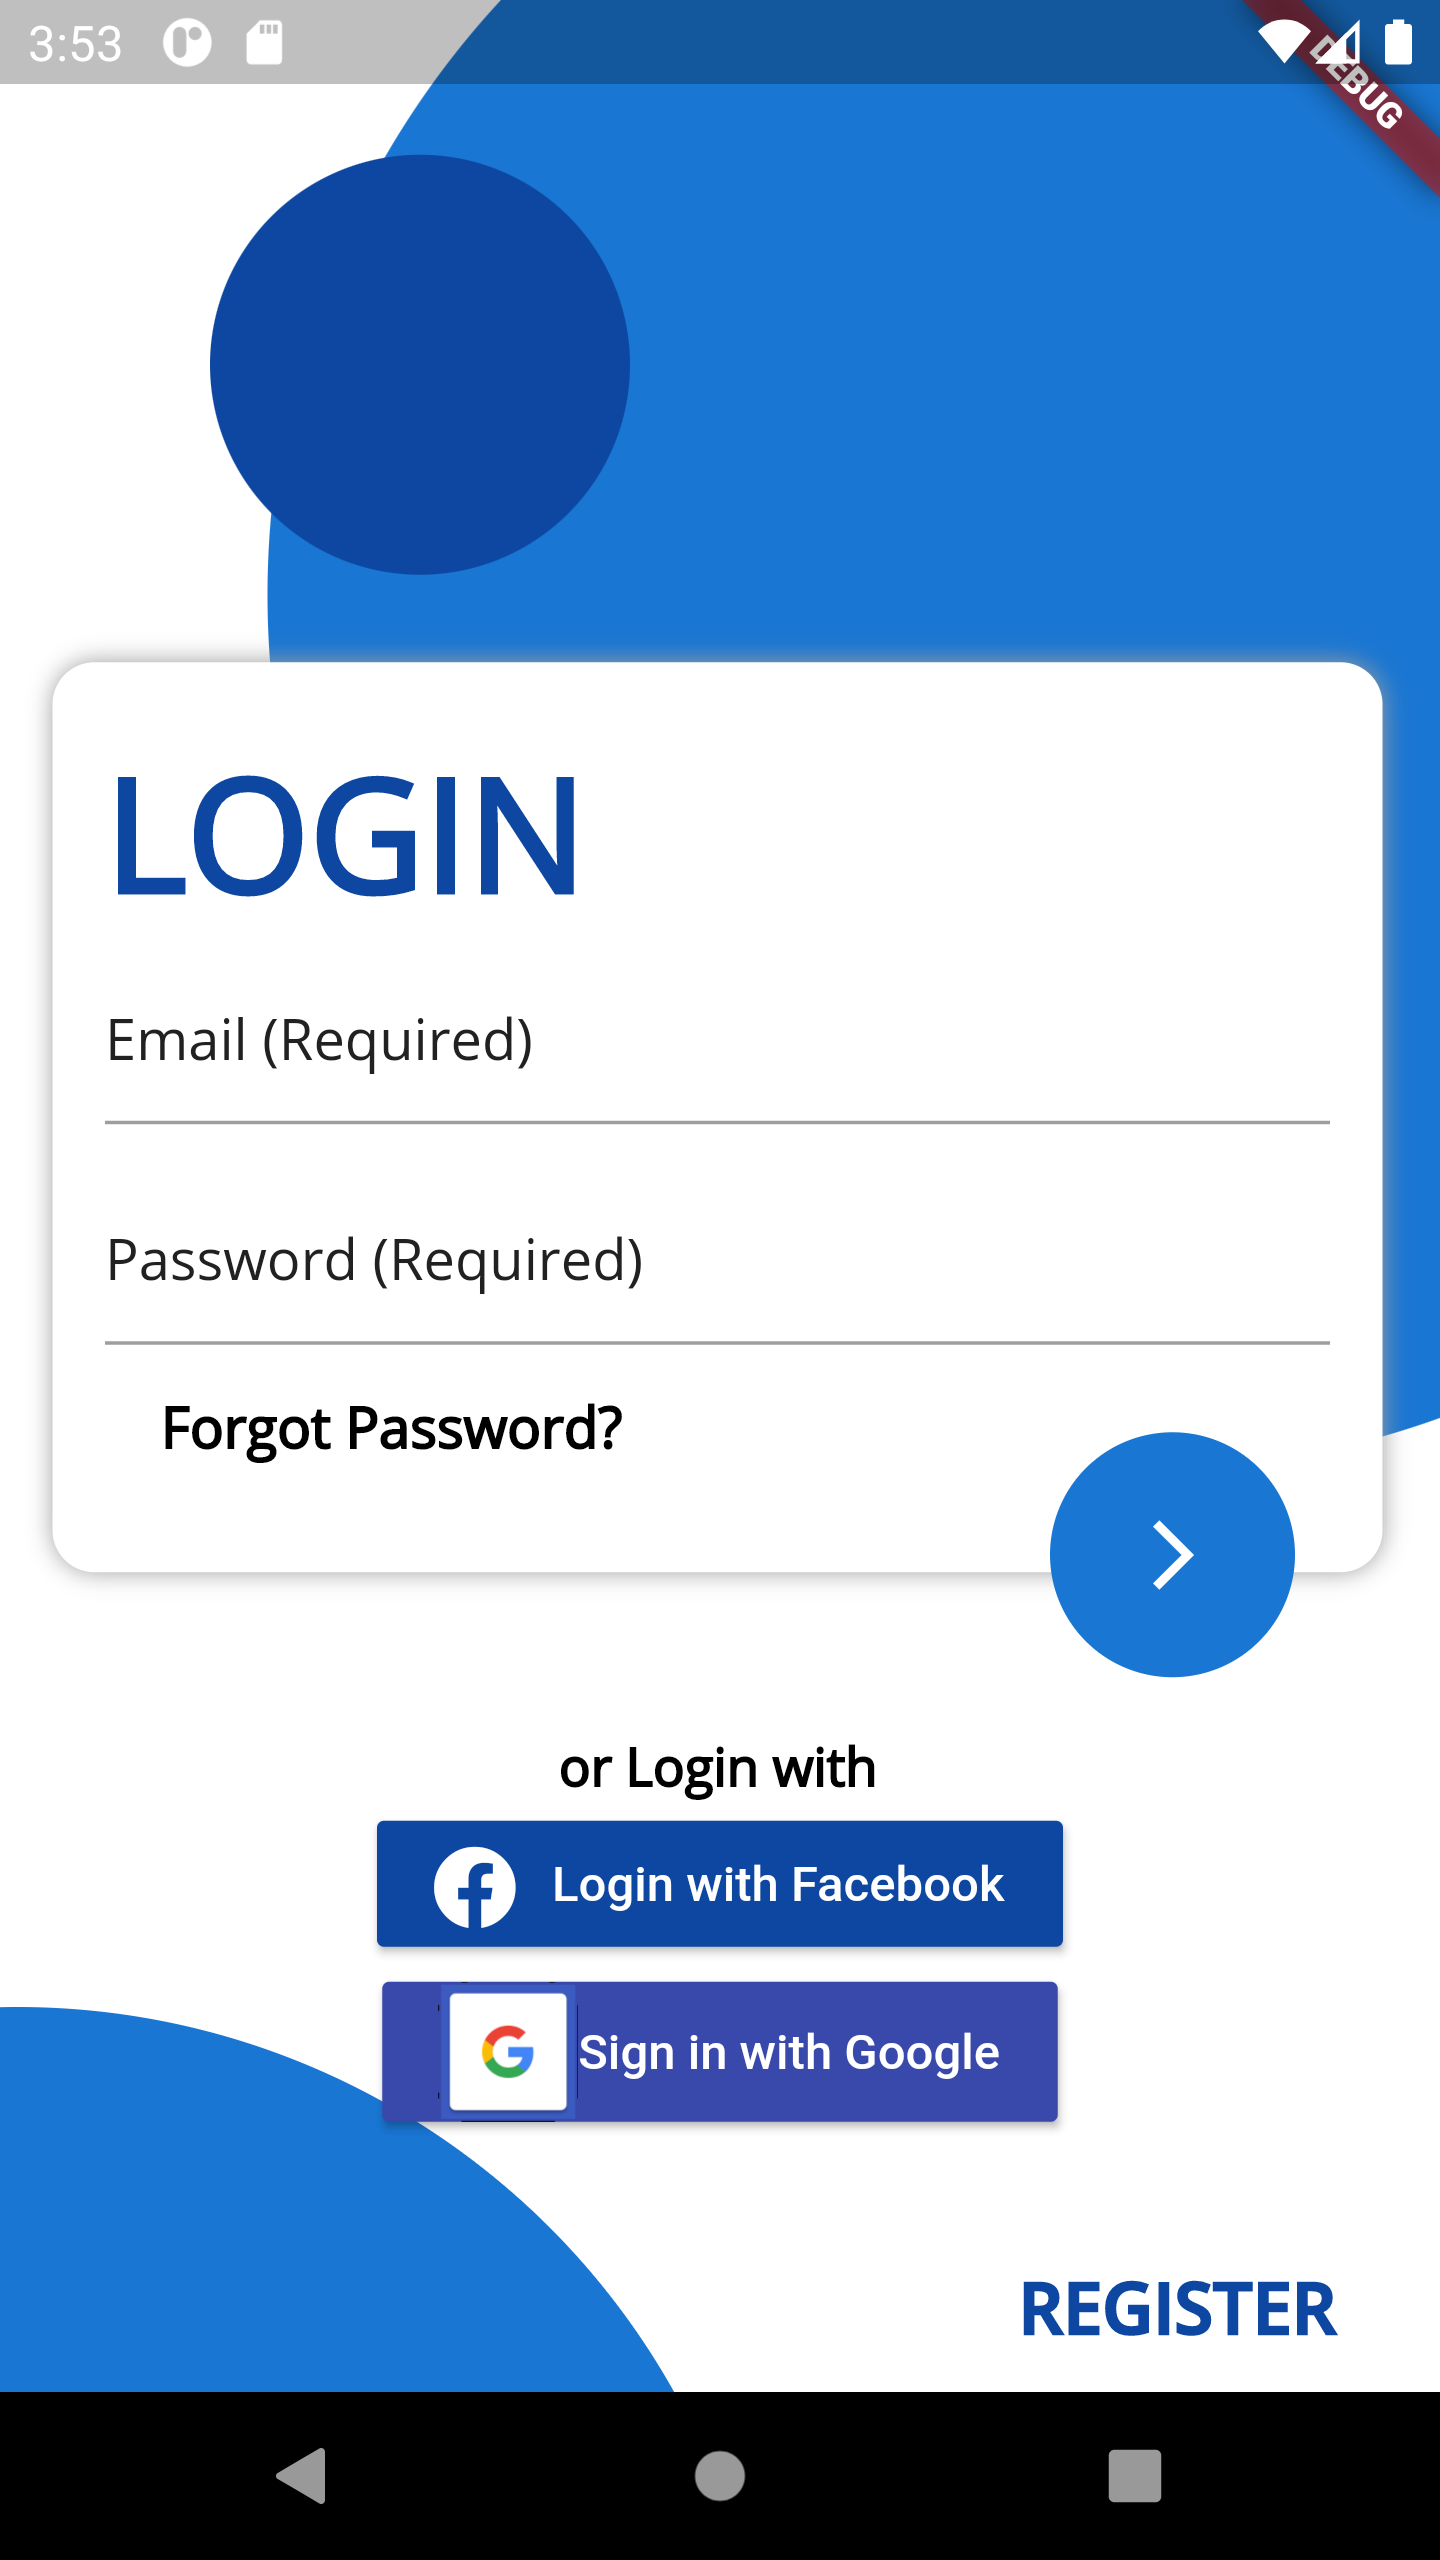 3:53
DEBUG
LOGIN
Email (Required)
Password (Required)
Forgot Password?
or Login with
Login with Facebook
Sign in with Google
REGISTER